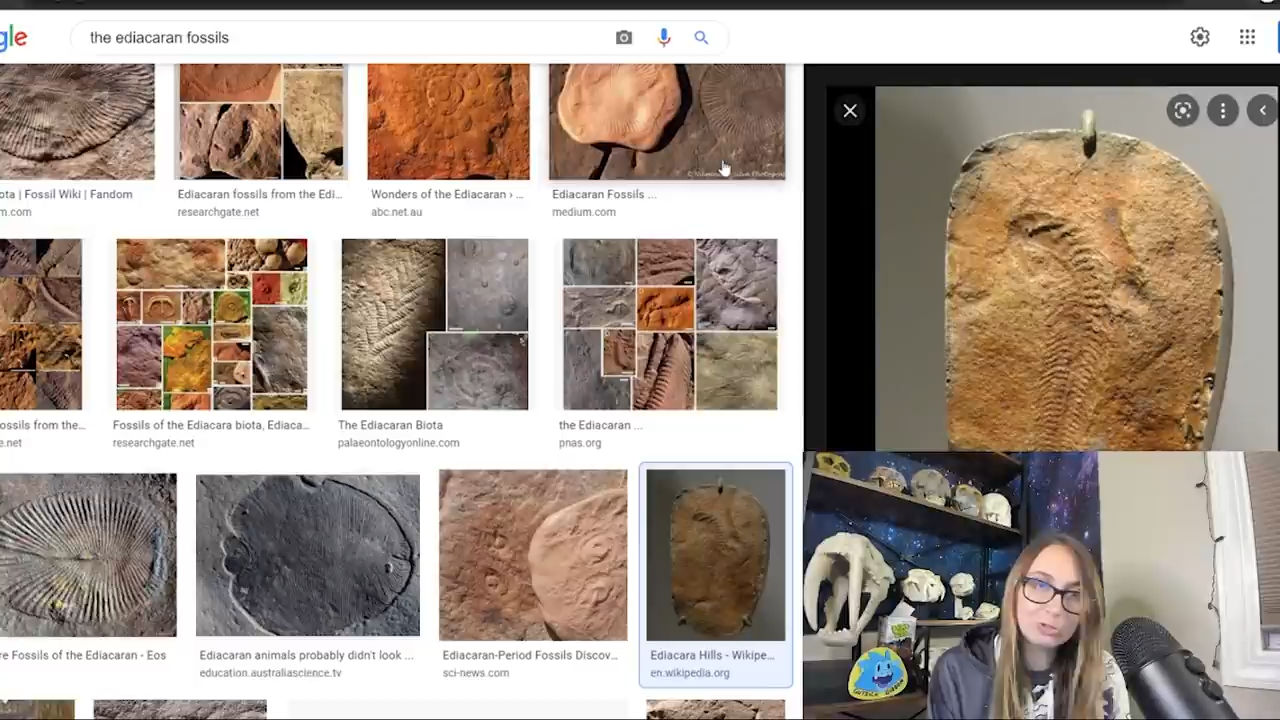 gle
the ediacaran fossils
ota | Fossil Wiki | Fandom
m.com
Ediacaran fossils from the Edi...
researchgate.net
Wonders of the Ediacaran › ...
abc.net.au
Ediacaran Fossils ...
medium.com
ossils from the...
e.net
Fossils of the Ediacara biota, Ediaca...
researchgate.net
The Ediacaran Biota
palaeontologyonline.com
the Ediacaran ...
pnas.org
re Fossils of the Ediacaran - Eos
Ediacaran animals probably didn't look ...
education.australiascience.tv
Ediacaran-Period Fossils Discov...
sci-news.com
Ediacara Hills - Wikipe...
en.wikipedia.org